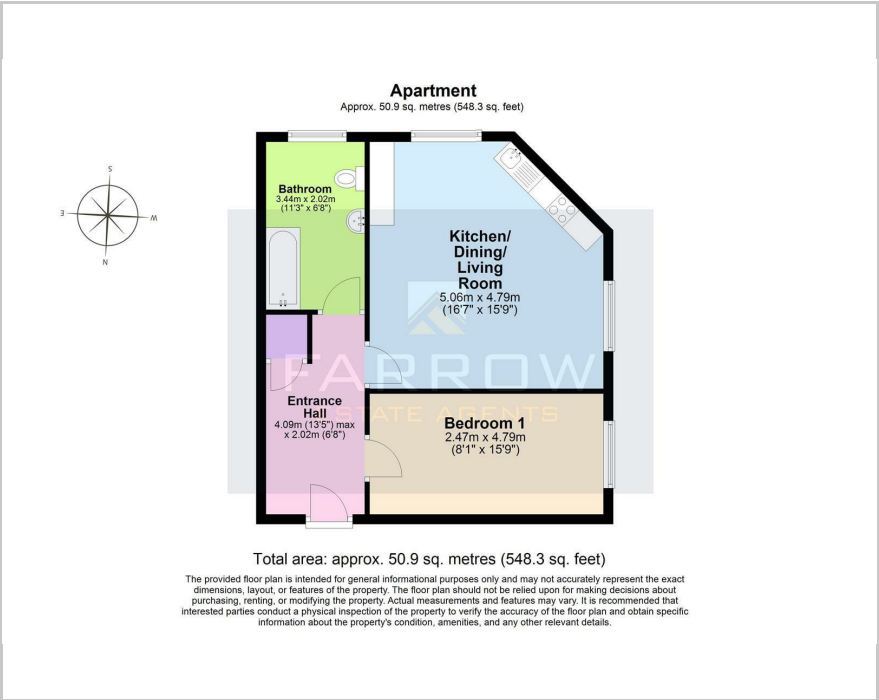 Apartment
Approx. 50.9 sq. metres (548.3 sq. feet)
S
E
W
N
Bathroom
3.44m x 2.02m
(11'3" x 6'8")
Kitchen/
Dining/
Living
Room
5.06m x 4.79m
(16'7" x 15'9")
FARROW
ESTATE AGENTS
Entrance
Hall
4.09m (13'5") max
x 2.02m (6'8")
Bedroom 1
2.47m x 4.79m
(8'1" x 15'9")
Total area: approx. 50.9 sq. metres (548.3 sq. feet)
The provided floor plan is intended for general informational purposes only and may not accurately represent the exact
dimensions, layout, or features of the property. The floor plan should not be relied upon for making decisions about
purchasing, renting, or modifying the property. Actual measurements and features may vary. It is recommended that
interested parties conduct a physical inspection of the property to verify the accuracy of the floor plan and obtain specific
information about the property's condition, amenities, and any other relevant details.